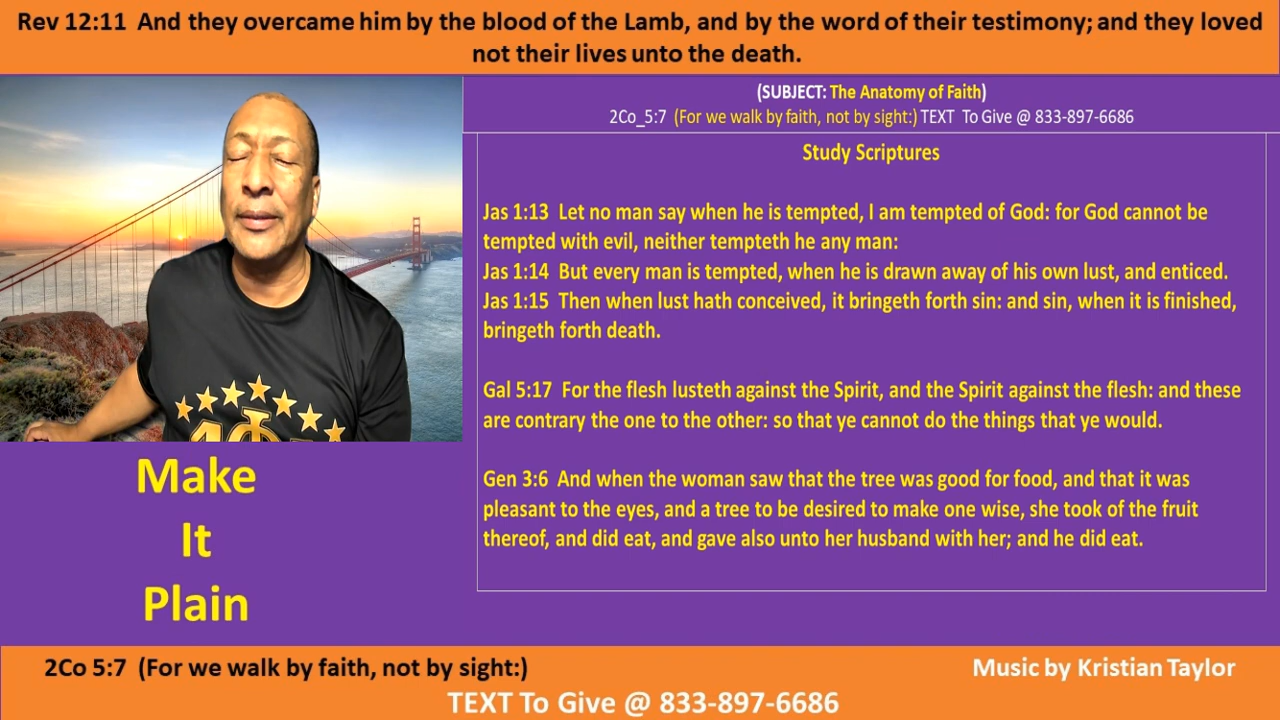 Rev 12:11 And they overcame him by the blood of the Lamb, and by the word of their testimony; and they loved
not their lives unto the death.
(SUBJECT: The Anatomy of Faith)
2Co_5:7 (For we walk by faith, not by sight:) TEXT To Give @ 833-897-6686
Study Scriptures
Jas 1:13 Let no man say when he is tempted, I am tempted of God: for God cannot be
tempted with evil, neither tempteth he any man:
Jas 1:14 But every man is tempted, when he is drawn away of his own lust, and enticed.
Jas 1:15 Then when lust hath conceived, it bringeth forth sin: and sin, when it is finished,
bringeth forth death.
Gal 5:17 For the flesh lusteth against the Spirit, and the Spirit against the flesh: and these
are contrary the one to the other: so that ye cannot do the things that ye would.
Gen 3:6 And when the woman saw that the tree was good for food, and that it was
pleasant to the eyes, and a tree to be desired to make one wise, she took of the fruit
thereof, and did eat, and gave also unto her husband with her; and he did eat.
Make
It
Plain
2Co 5:7 (For we walk by faith, not by sight:)
Music by Kristian Taylor
TEXT To Give @ 833-897-6686